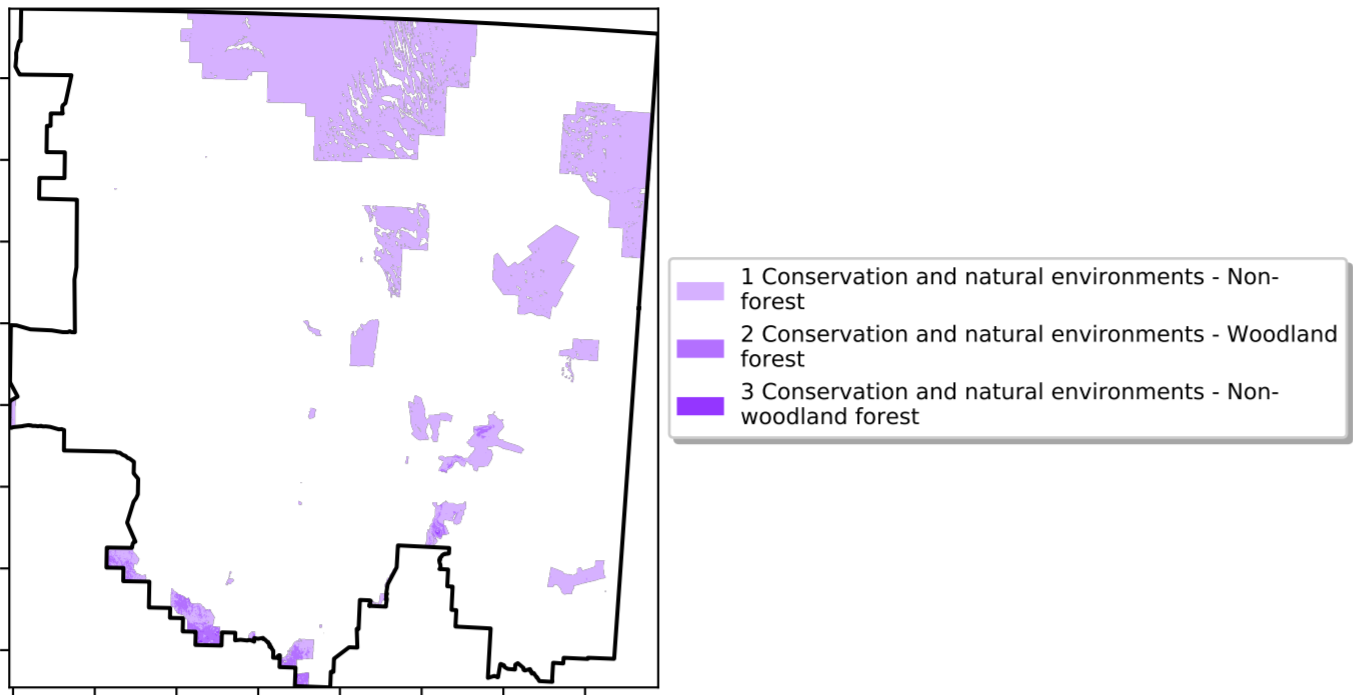 1 Conservation and natural environments - Non-
forest
2 Conservation and natural environments - Woodland
forest
3 Conservation and natural environments - Non-
woodland forest